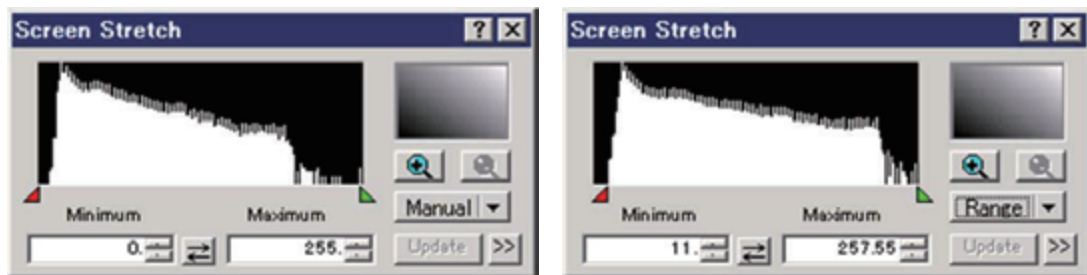 Screen Stretch ? ×
Minimum Maximum
Manual
0. 255. Update >>
Screen Stretch ? ×
Minimum Maximum
Range
11. 257.55 Update >>